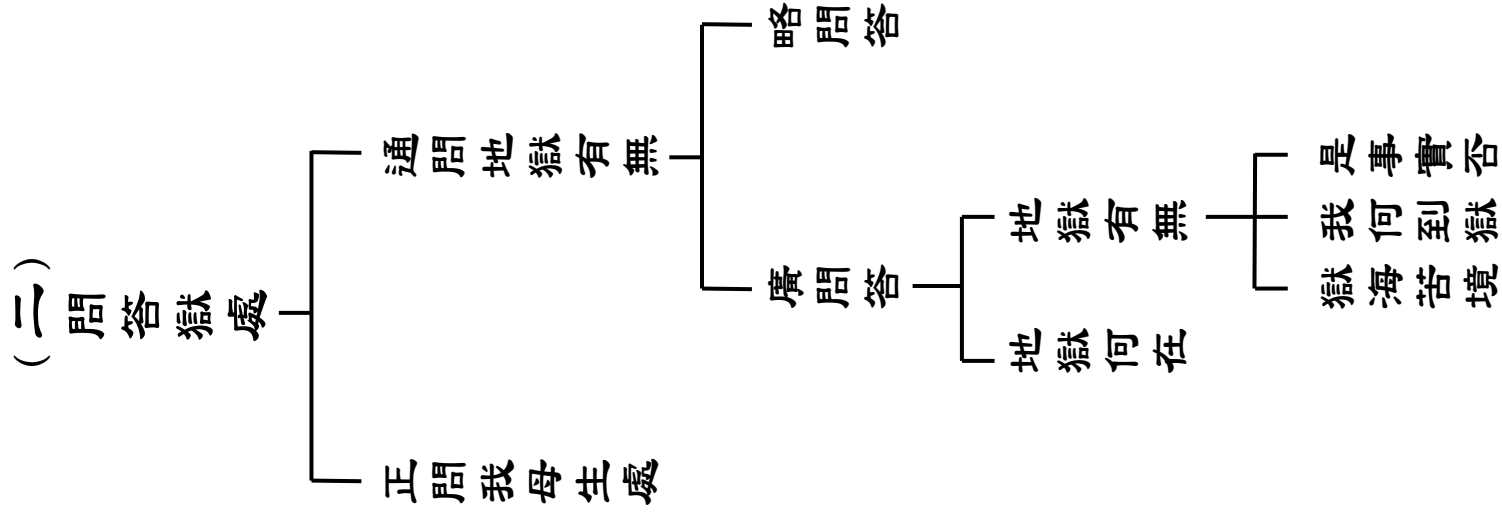 （二）問答獄處
通問地獄有無
略問答
廣問答
地獄有無
是事實否
我何到獄
獄海苦境
地獄何在
正問我母生處